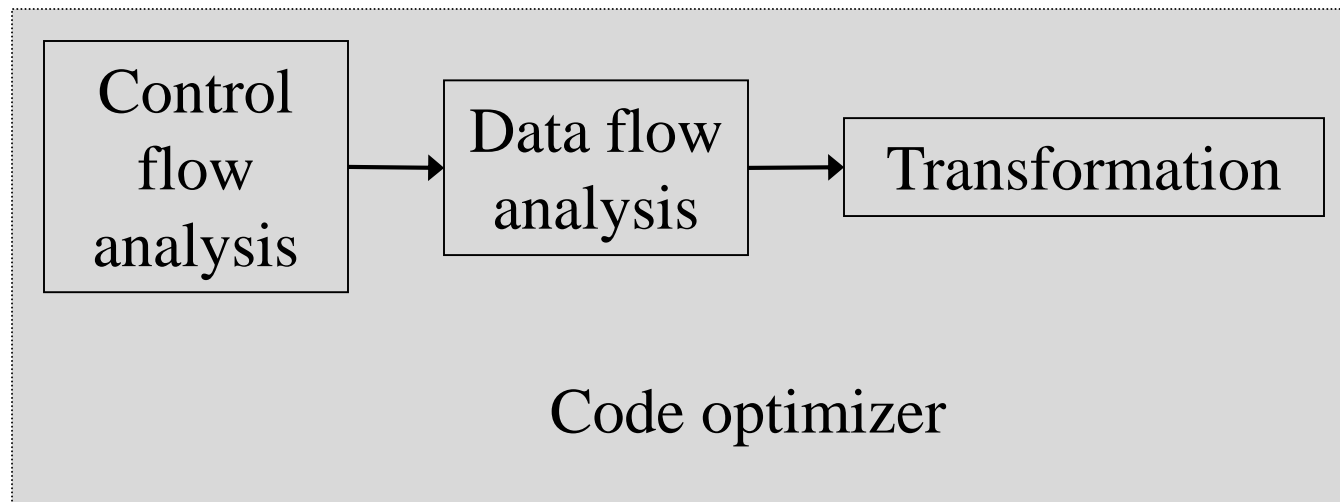 Control
flow
analysis
Data flow
analysis
Transformation
Code optimizer